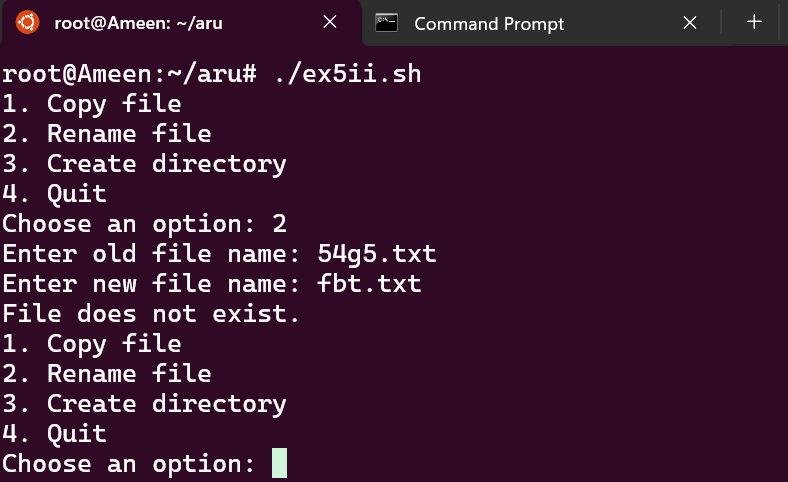 root@Ameen: ~/aru
Command Prompt
root@Ameen:~/aru# ./ex5ii.sh
1. Copy file
2. Rename file
3. Create directory
4. Quit
Choose an option: 2
Enter old file name: 54g5.txt
Enter new file name: fbt.txt
File does not exist.
1. Copy file
2. Rename file
3. Create directory
4. Quit
Choose an option: